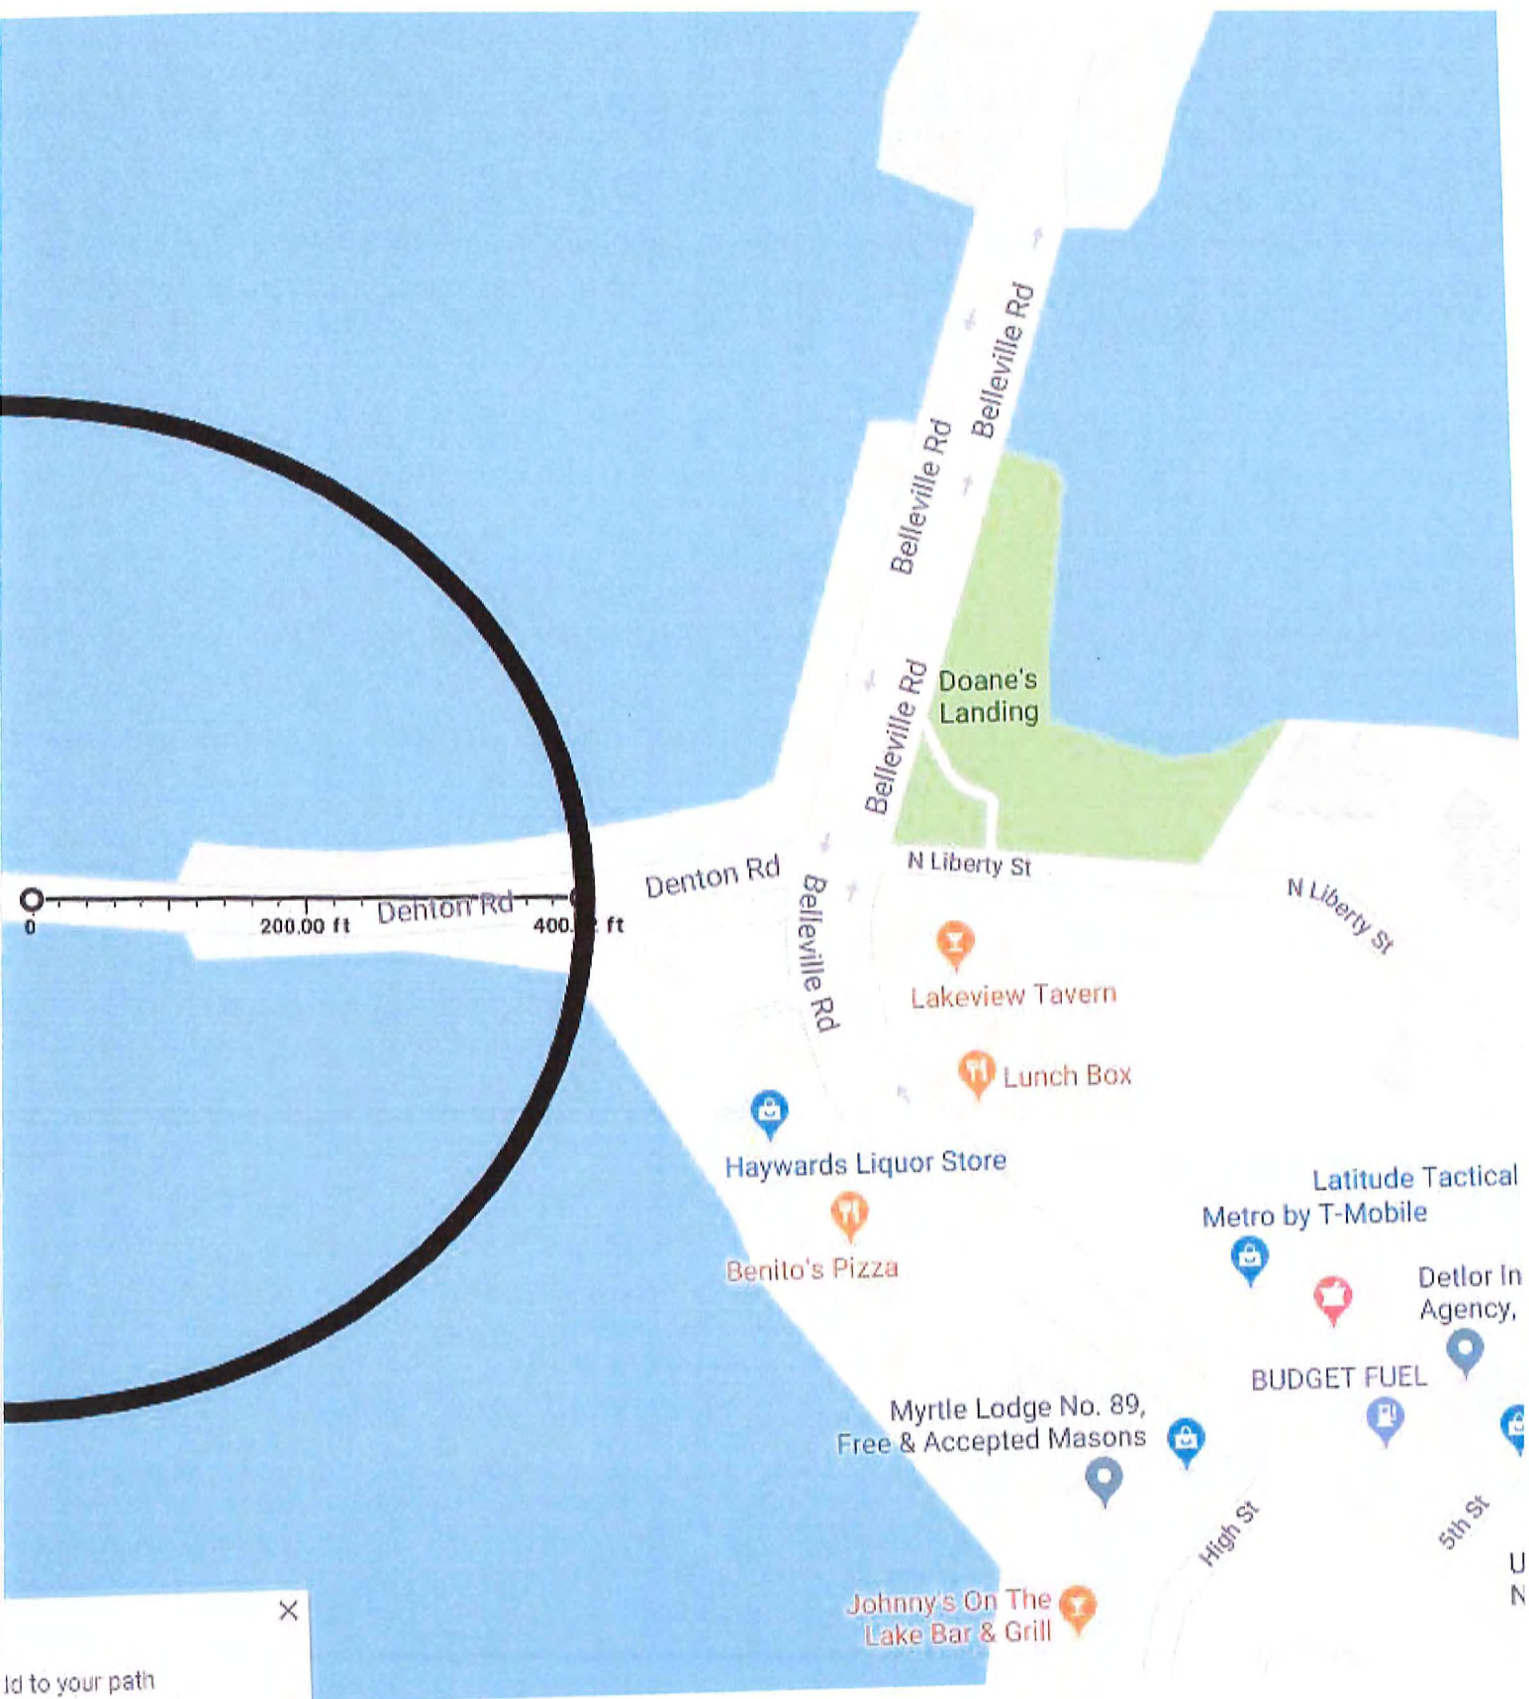 Belleville Rd
Belleville Rd
Belleville Rd
Doane's
Landing
N Liberty St
N Liberty St
Denton Rd
Denton Rd
0
200.00 ft
ft
Belleville Rd
Lakeview Tavern
Lunch Box
Haywards Liquor Store
Benito's Pizza
Latitude Tactical
Metro by T-Mobile
Detlor In
Agency,
BUDGET FUEL
Myrtle Lodge No. 89,
Free & Accepted Masons
High St
5th St
U
N
Johnny's On The
Lake Bar & Grill
ld to your path